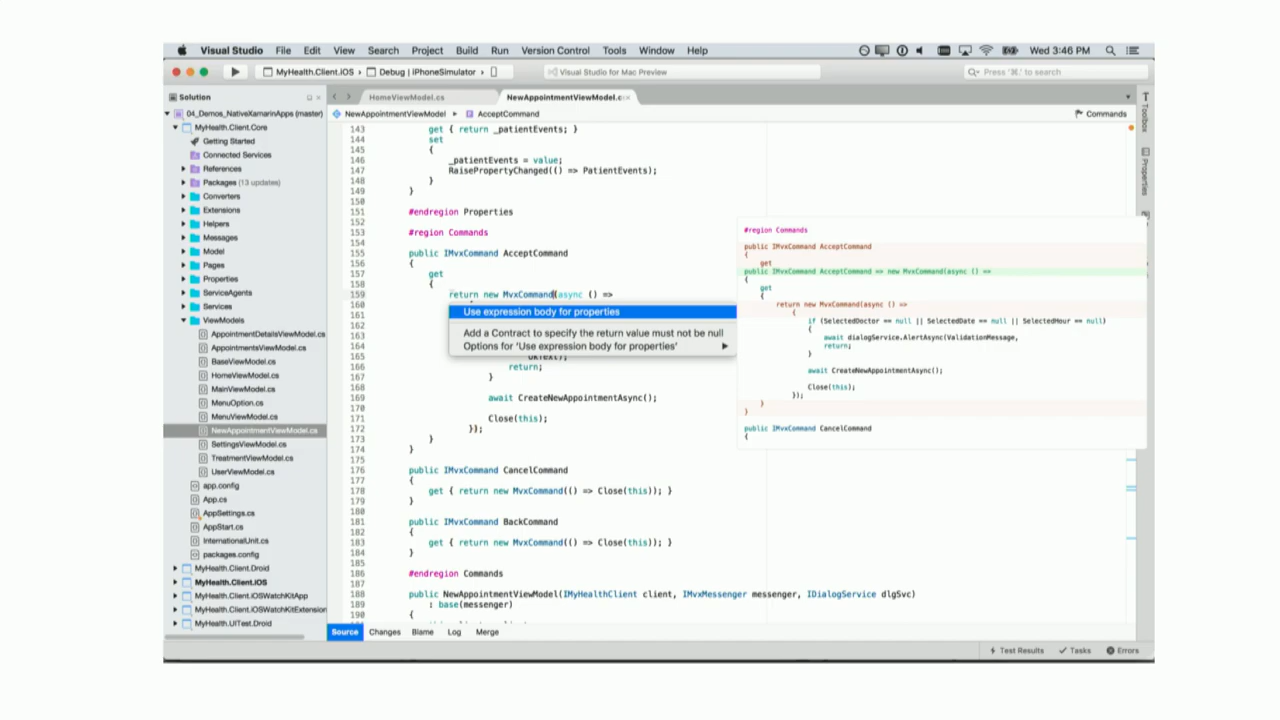 Visual Studio File Edit View Search Project Build Run Version Control Tools Window Help Wed 3:46 PM
MyHealth.Client.iOS › Debug | iPhoneSimulator ›
Visual Studio for Mac Preview
Press '⌘.' to search
Solution
04_Demos_NativeXamarinApps (master)
MyHealth.Client.Core
Getting Started
Connected Services
References
Packages (13 updates)
Converters
Extensions
Helpers
Messages
Model
Pages
Properties
ServiceAgents
Services
ViewModels
AppointmentDetailsViewModel.cs
AppointmentsViewModel.cs
BaseViewModel.cs
HomeViewModel.cs
MainViewModel.cs
MenuOption.cs
MenuViewModel.cs
NewAppointmentViewModel.cs
SettingsViewModel.cs
TreatmentViewModel.cs
UserViewModel.cs
app.config
App.cs
AppSettings.cs
AppStart.cs
InternationalUnit.cs
packages.config
MyHealth.Client.Droid
MyHealth.Client.iOS
MyHealth.Client.iOSWatchKitApp
MyHealth.Client.iOSWatchKitExtension
MyHealth.UITest.Droid
HomeViewModel.cs
NewAppointmentViewModel.cs
NewAppointmentViewModel ▸ AcceptCommand
Commands
Toolbox
Properties
143 get { return _patientEvents; }
144 set
145 {
146 _patientEvents = value;
147 RaisePropertyChanged(() => PatientEvents);
148 }
149 }
150
151 #endregion Properties
152
153 #region Commands
154
155 public IMvxCommand AcceptCommand
156 {
157 get
158 {
159 return new MvxCommand(async () =>
160
Use expression body for properties
Add a Contract to specify the return value must not be null
Options for 'Use expression body for properties'
165
166 return;
167 }
168
169 await CreateNewAppointmentAsync();
170
171 Close(this);
172 });
173 }
174 }
175
176 public IMvxCommand CancelCommand
177 {
178 get { return new MvxCommand(() => Close(this)); }
179 }
180
181 public IMvxCommand BackCommand
182 {
183 get { return new MvxCommand(() => Close(this)); }
184 }
185
186 #endregion Commands
187
188 public NewAppointmentViewModel(IMyHealthClient client, IMvxMessenger messenger, IDialogService dlgSvc)
189 : base(messenger)
190 {
#region Commands
public IMvxCommand AcceptCommand
{
get
public IMvxCommand AcceptCommand => new MvxCommand(async () =>
{
get
{
return new MvxCommand(async () =>
{
if (SelectedDoctor == null || SelectedDate == null || SelectedHour == null)
{
await dialogService.AlertAsync(ValidationMessage,
return;
}
await CreateNewAppointmentAsync();
Close(this);
});
}
}
public IMvxCommand CancelCommand
{
Source Changes Blame Log Merge
Test Results Tasks Errors